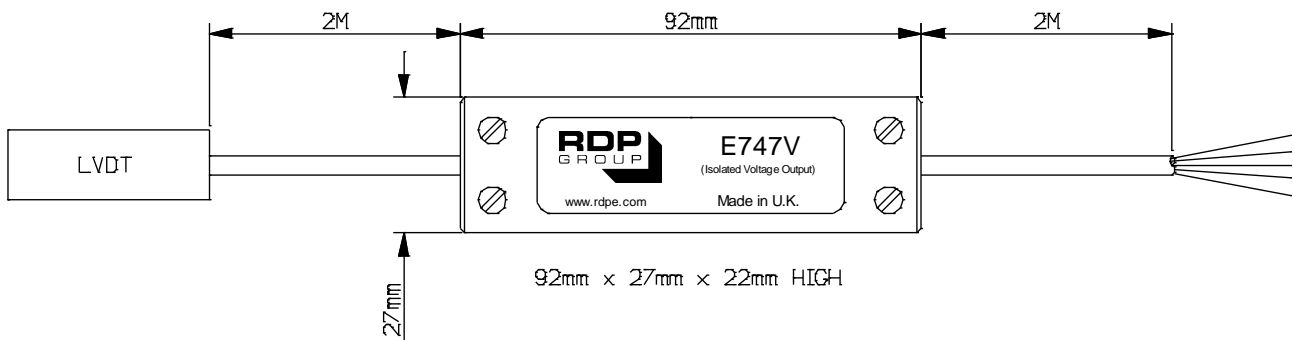 2M
92mm
2M
LVDT
RDP
GROUP
E747V
(Isolated Voltage Output)
www.rdpe.com
Made in U.K.
27mm
92mm x 27mm x 22mm HIGH